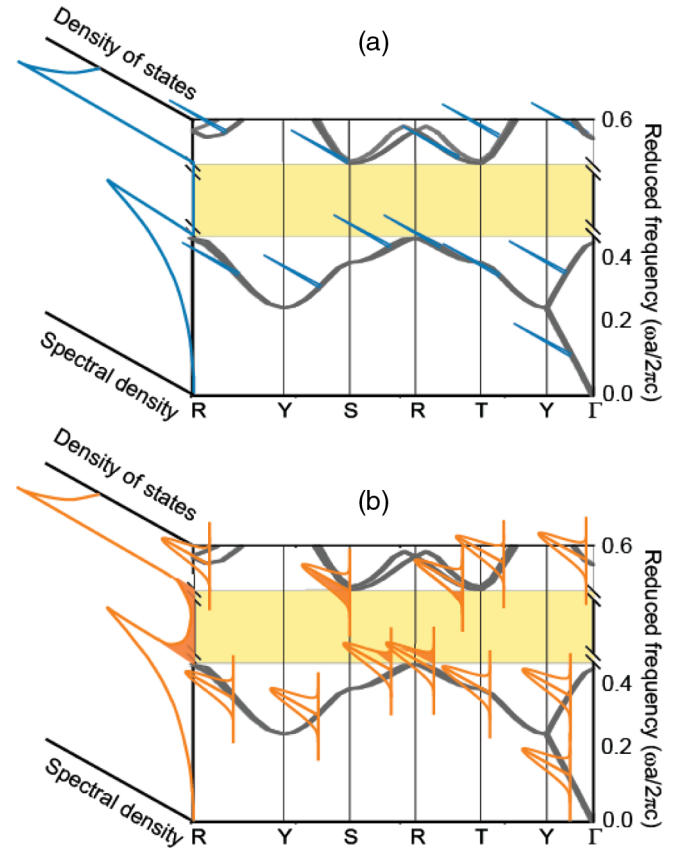 (a)
Density of states
Spectral density
0.6
0.4
0.2
0.0
Reduced frequency (ωa/2πc)
R Y S R T Y Γ
(b)
Density of states
Spectral density
0.6
0.4
0.2
0.0
Reduced frequency (ωa/2πc)
R Y S R T Y Γ